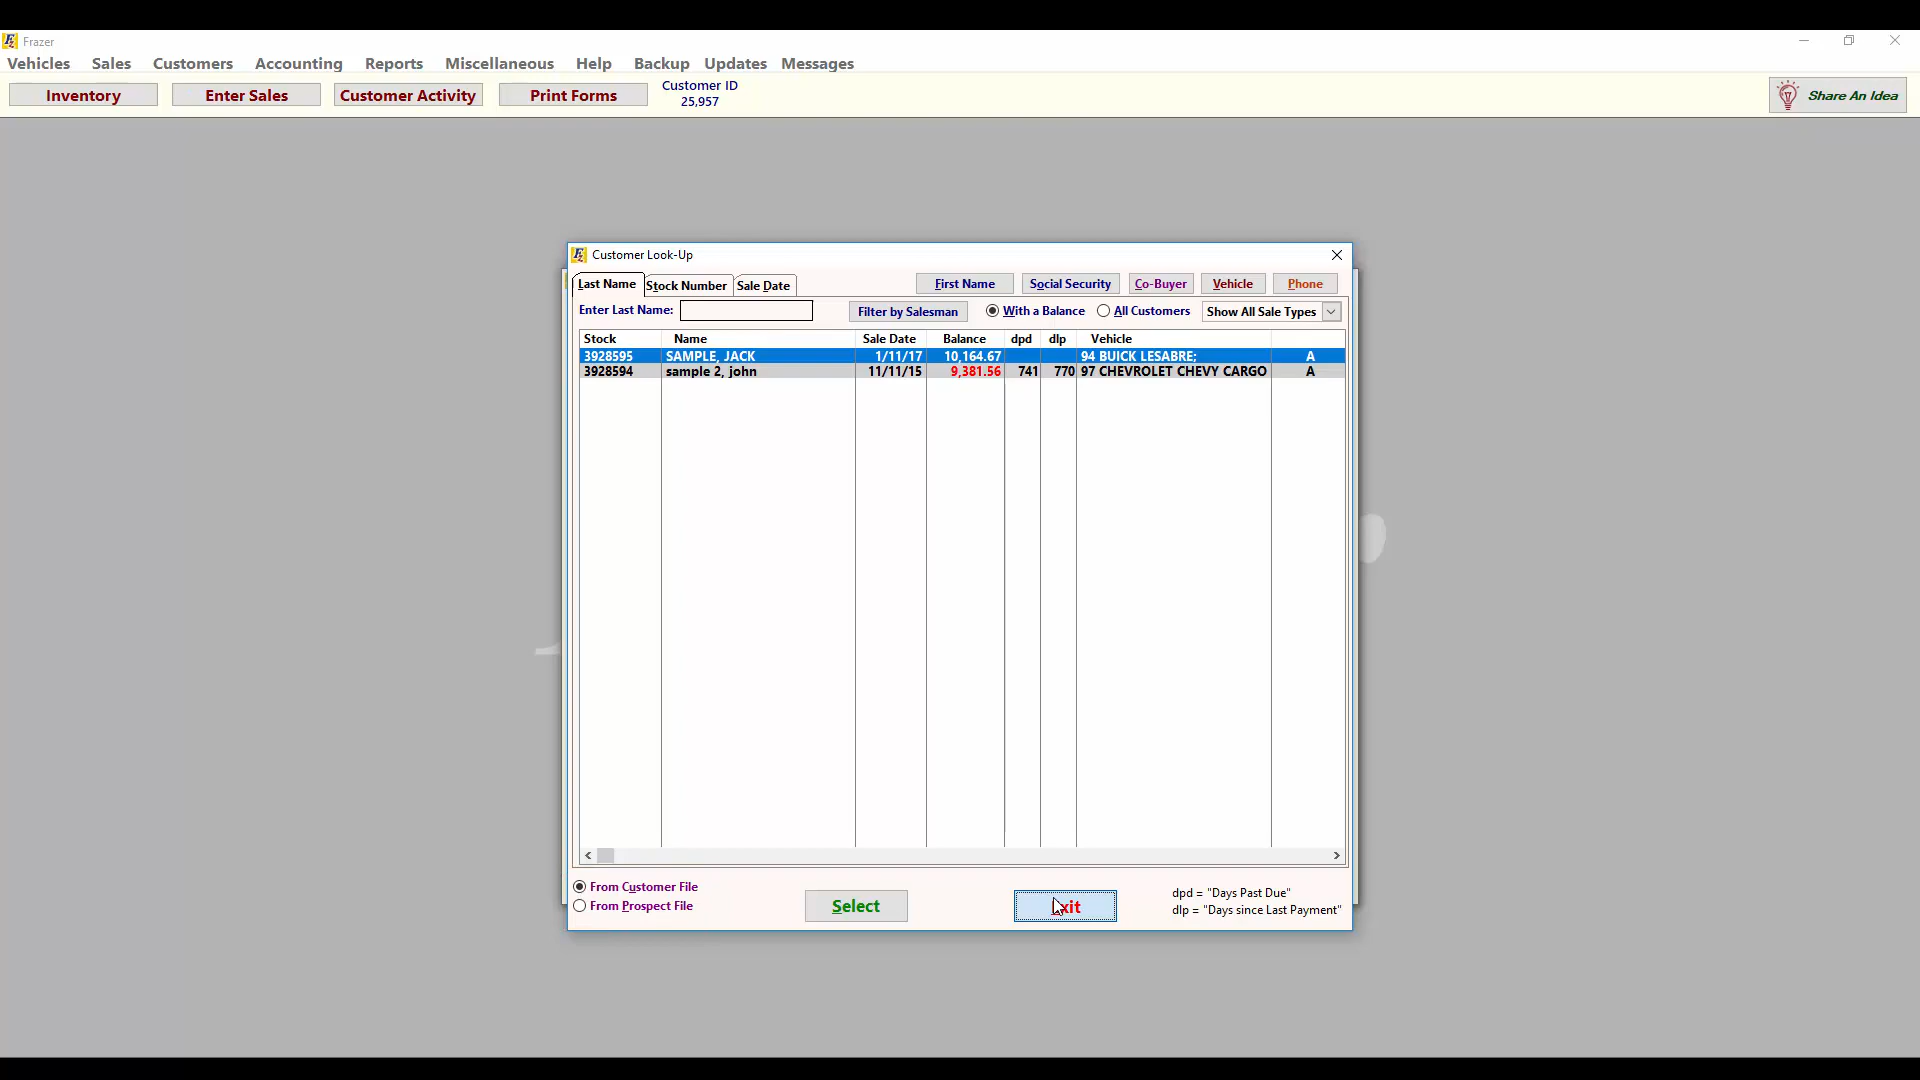 Frazer
Vehicles Sales Customers Accounting Reports Miscellaneous Help Backup Updates Messages
Inventory Enter Sales Customer Activity Print Forms Customer ID
25,957
Share An Idea
Customer Look-Up
Last Name Stock Number Sale Date First Name Social Security Co-Buyer Vehicle Phone
Enter Last Name: Filter by Salesman With a Balance All Customers Show All Sale Types
Stock Name Sale Date Balance dpd dlp Vehicle
3928595 SAMPLE, JACK 1/11/17 10,164.67 94 BUICK LESABRE; A
3928594 sample 2, john 11/11/15 9,381.56 741 770 97 CHEVROLET CHEVY CARGO A
From Customer File
From Prospect File
Select
Exit
dpd = "Days Past Due"
dlp = "Days since Last Payment"